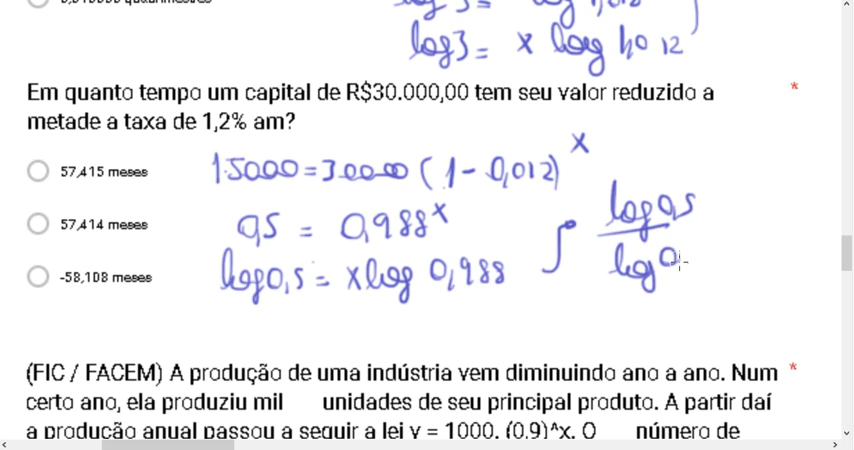 log3 = x log 1,012
Em quanto tempo um capital de R$30.000,00 tem seu valor reduzido a *
metade a taxa de 1,2% am?
57,415 meses
57,414 meses
-58,108 meses
15000 = 30000 (1 - 0,012)^x
0,5 = 0,988^x
log 0,5 = x log 0,988
log 0,5
log 0,
(FIC / FACEM) A produção de uma indústria vem diminuindo ano a ano. Num *
certo ano, ela produziu mil unidades de seu principal produto. A partir daí
a produção anual passou a seguir a lei y = 1000. (0.9)^x. O número de